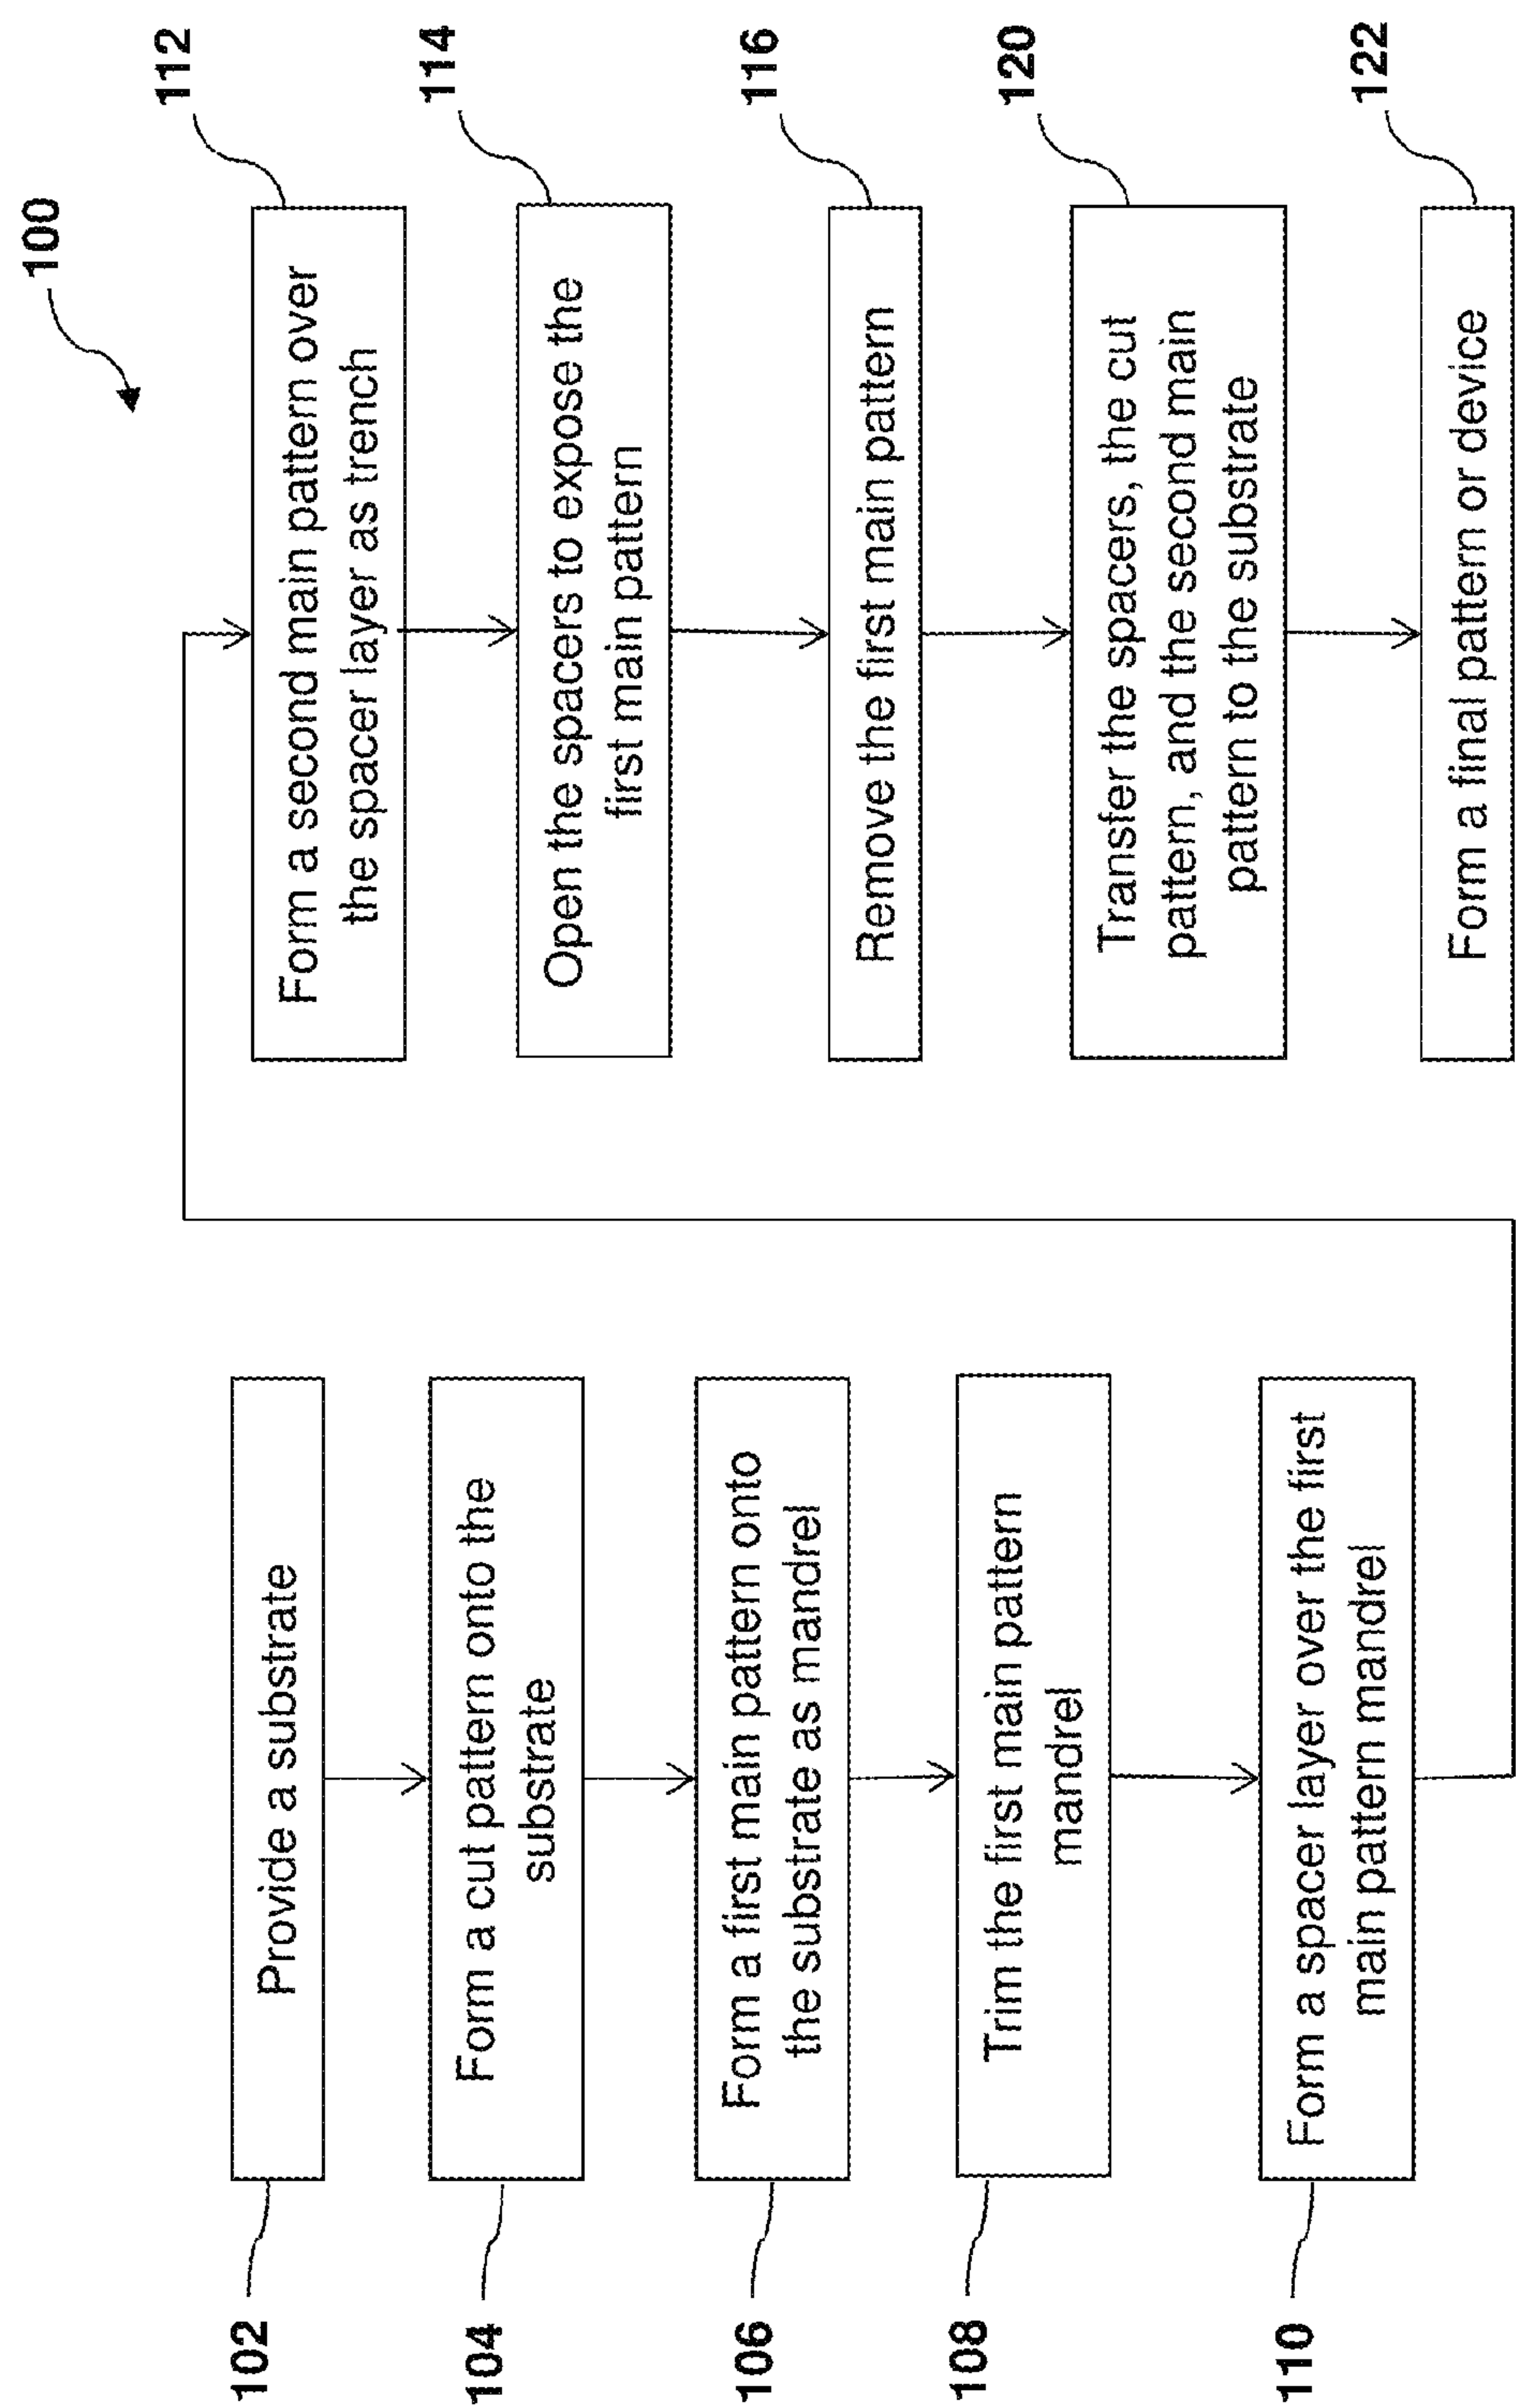 100
102
Provide a substrate
104
Form a cut pattern onto the
substrate
106
Form a first main pattern onto
the substrate as mandrel
108
Trim the first main pattern
mandrel
110
Form a spacer layer over the first
main pattern mandrel
112
Form a second main pattern over
the spacer layer as trench
114
Open the spacers to expose the
first main pattern
116
Remove the first main pattern
120
Transfer the spacers, the cut
pattern, and the second main
pattern to the substrate
122
Form a final pattern or device